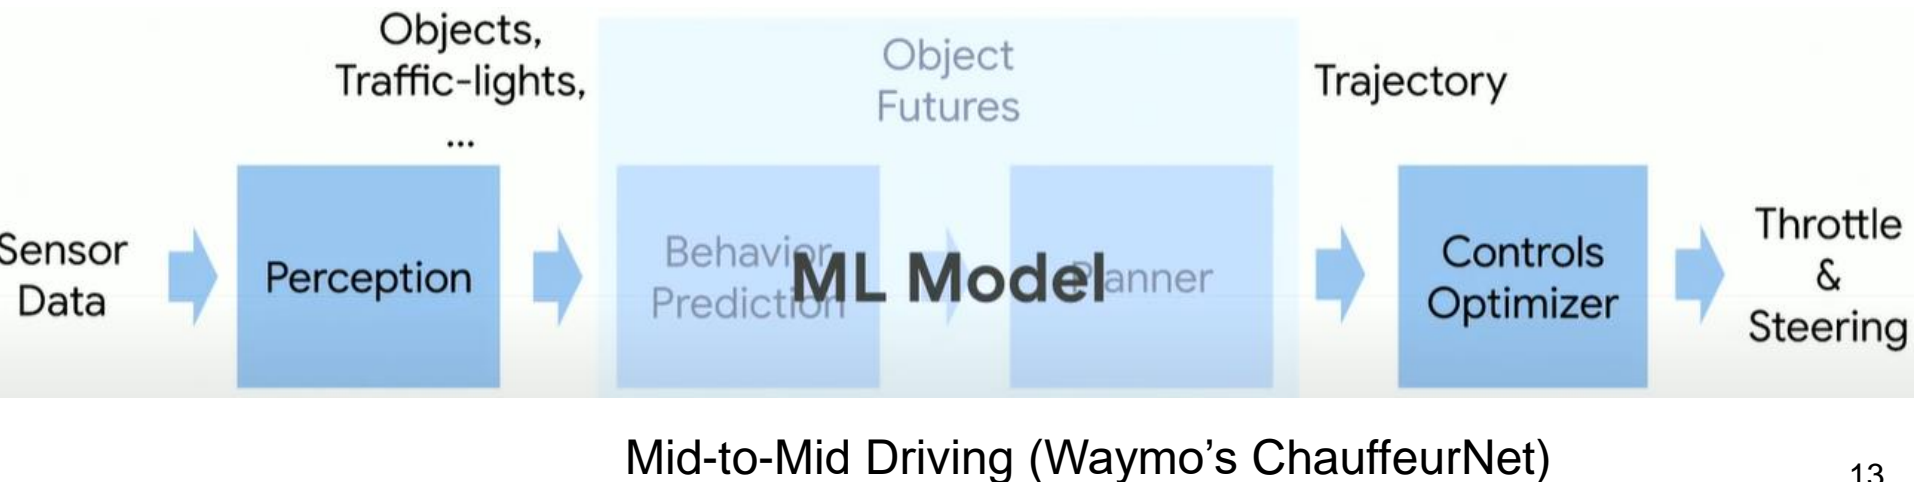 Objects,
Traffic-lights,
...
Object
Futures
Trajectory
Sensor
Data
Perception
Behavior
Prediction
ML Model
Planner
Controls
Optimizer
Throttle
&
Steering
Mid-to-Mid Driving (Waymo’s ChauffeurNet)
13